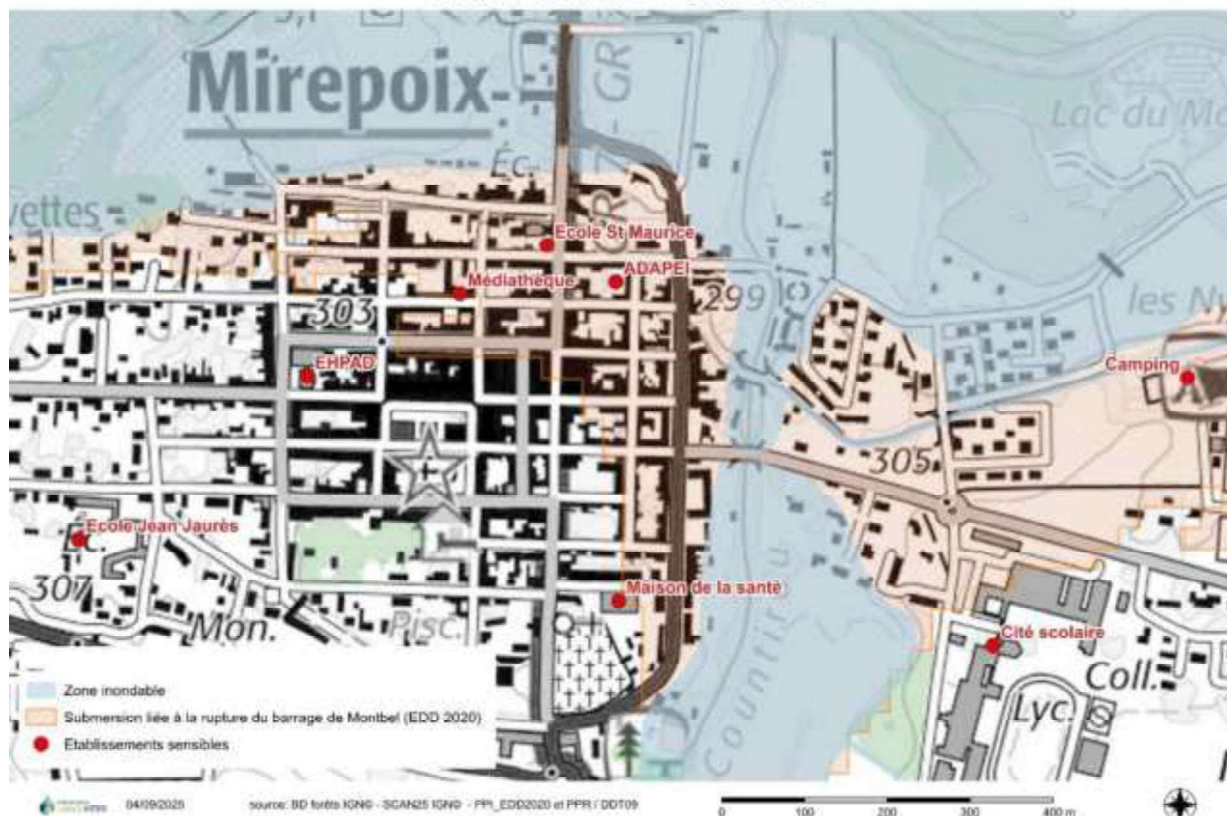 Mirepoix
Lac du
Éc.
GR
GR
vettes
Ecole St Maurice
ADAPEI
Médiathèque
299
303
les
EHPAD
Camping
305
Ecole Jean Jaurès
Éc.
307
Mon.
Pisc.
Maison de la santé
Countirou
Cité scolaire
Coll.
Lyc.
Zone inondable
Submersion liée à la rupture du barrage de Montbel (EDD 2020)
Etablissements sensibles
source: BD forêts IGN© - SCAN25 IGN© - PPI_EDD2020 et PPR / DDT09
0 100 200 300 400 m